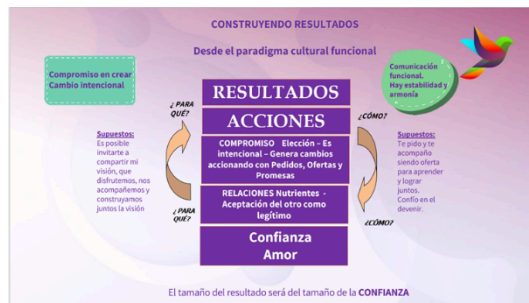 CONSTRUYENDO RESULTADOS
Desde el paradigma cultural funcional
Compromiso en crear
Cambio intencional
Comunicación
funcional.
Hay estabilidad y
armonía
¿ PARA
QUÉ?
RESULTADOS
ACCIONES
¿CÓMO?
COMPROMISO Elección – Es
intencional – Genera cambios
accionando con Pedidos, Ofertas y
Promesas
Supuestos:
Es posible
invitarte a
compartir mi
visión, que
disfrutemos, nos
acompañemos y
construyamos
juntos la visión
Supuestos:
Te pido y te
acompaño
siendo oferta
para aprender
y lograr
juntos.
Confío en el
devenir.
RELACIONES Nutrientes -
Aceptación del otro como
legítimo
¿ PARA
QUÉ?
¿CÓMO?
Confianza
Amor
El tamaño del resultado será del tamaño de la CONFIANZA